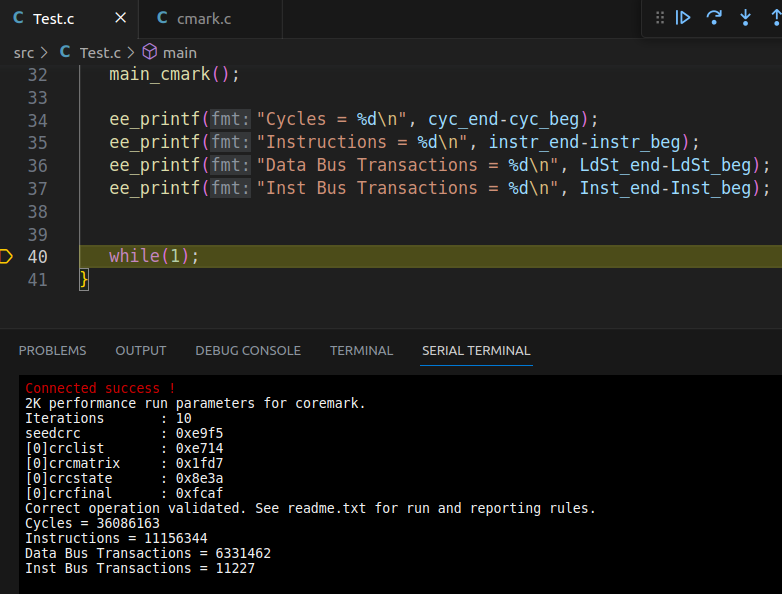 C Test.c × C cmark.c
src > C Test.c > main
32 main_cmark();
33
34 ee_printf(fmt: "Cycles = %d\n", cyc_end-cyc_beg);
35 ee_printf(fmt: "Instructions = %d\n", instr_end-instr_beg);
36 ee_printf(fmt: "Data Bus Transactions = %d\n", LdSt_end-LdSt_beg);
37 ee_printf(fmt: "Inst Bus Transactions = %d\n", Inst_end-Inst_beg);
38
39
40 while(1);
41 }
PROBLEMS OUTPUT DEBUG CONSOLE TERMINAL SERIAL TERMINAL
Connected success !
2K performance run parameters for coremark.
Iterations : 10
seedcrc : 0xe9f5
[0]crclist : 0xe714
[0]crcmatrix : 0x1fd7
[0]crcstate : 0x8e3a
[0]crcfinal : 0xfcaf
Correct operation validated. See readme.txt for run and reporting rules.
Cycles = 36086163
Instructions = 11156344
Data Bus Transactions = 6331462
Inst Bus Transactions = 11227